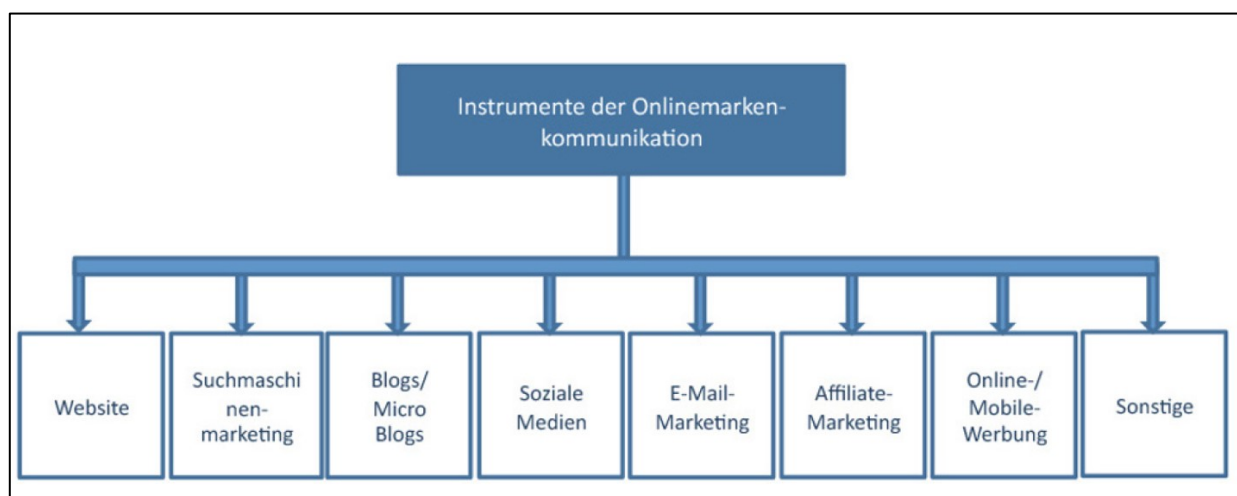 Instrumente der Onlinemarken-
kommunikation
Website
Suchmaschi
nen-
marketing
Blogs/
Micro
Blogs
Soziale
Medien
E-Mail-
Marketing
Affiliate-
Marketing
Online-/
Mobile-
Werbung
Sonstige